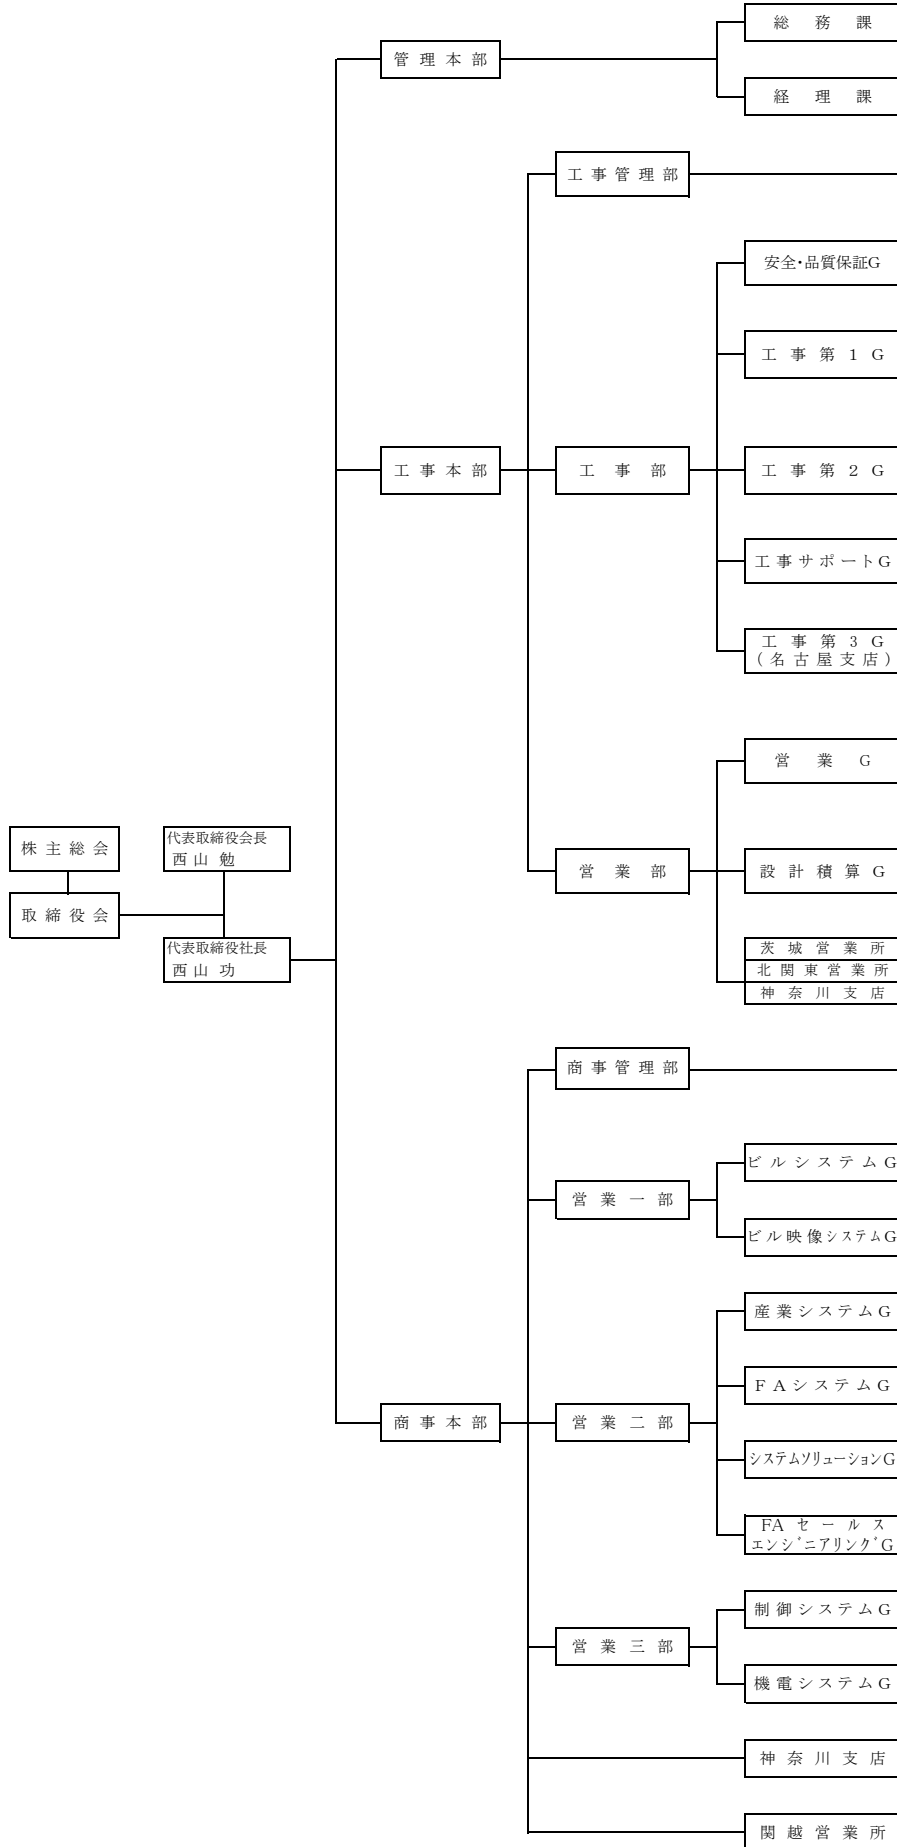 総務課
管理本部
経理課
工事管理部
安全・品質保証G
工事第1G
工事本部
工事部
工事第2G
工事サポートG
工事第3G
(名古屋支店)
営業G
株主総会
代表取締役会長
西山 勉
営業部
設計積算G
取締役会
代表取締役社長
西山 功
茨城営業所
北関東営業所
神奈川支店
商事管理部
ビルシステムG
営業一部
ビル映像システムG
産業システムG
FAシステムG
商事本部
営業二部
システムソリューションG
FAセールス
エンジニアリングG
制御システムG
営業三部
機電システムG
神奈川支店
関越営業所